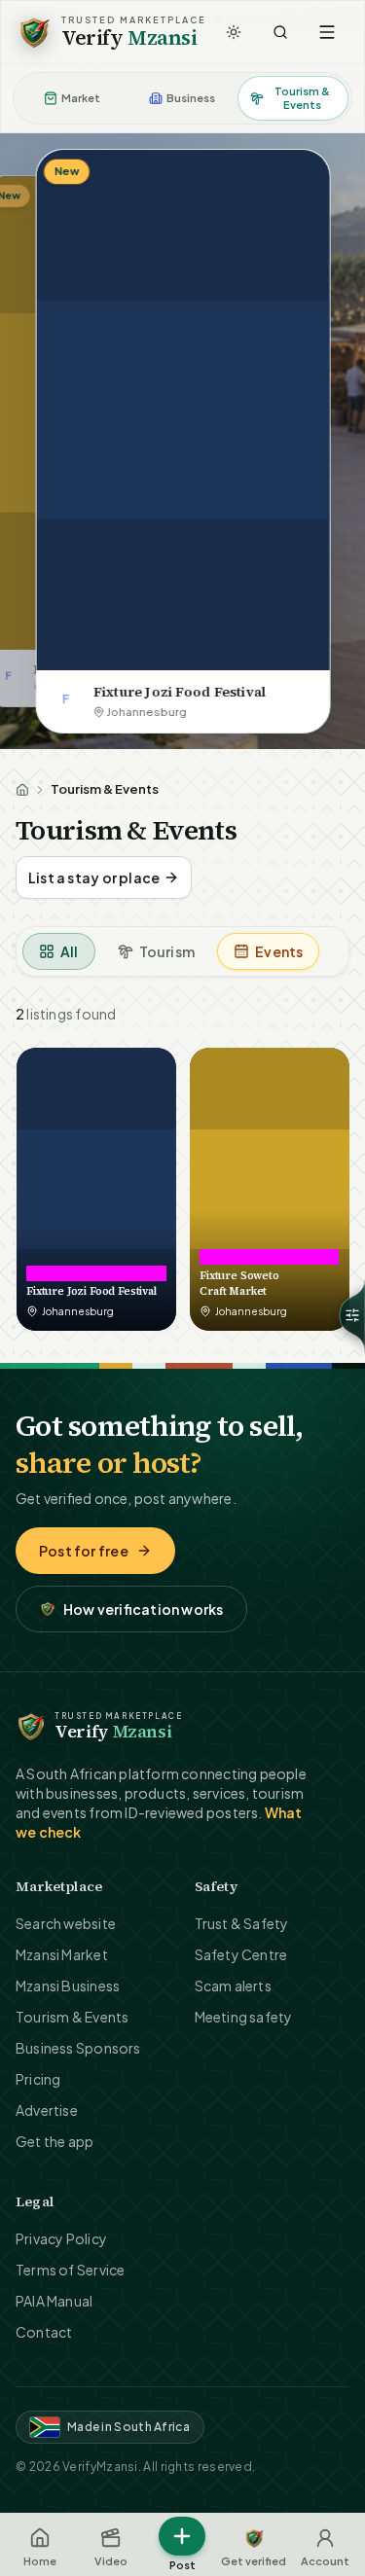 TRUSTED MARKETPLACE
Verify Mzansi
Market
Business
Tourism &
Events
New
New
F
F
Fixture Jozi Food Festival
Johannesburg
Tourism & Events
Tourism & Events
List a stay or place
All
Tourism
Events
2 listings found
Fixture Jozi Food Festival
Johannesburg
Fixture Soweto
Craft Market
Johannesburg
Got something to sell,
share or host?
Get verified once, post anywhere.
Post for free
How verification works
TRUSTED MARKETPLACE
Verify Mzansi
A South African platform connecting people
with businesses, products, services, tourism
and events from ID-reviewed posters. What
we check
Marketplace
Search website
Mzansi Market
Mzansi Business
Tourism & Events
Business Sponsors
Pricing
Advertise
Get the app
Safety
Trust & Safety
Safety Centre
Scam alerts
Meeting safety
Legal
Privacy Policy
Terms of Service
PAIA Manual
Contact
Made in South Africa
© 2026 VerifyMzansi. All rights reserved.
Home
Video
Post
Get verified
Account